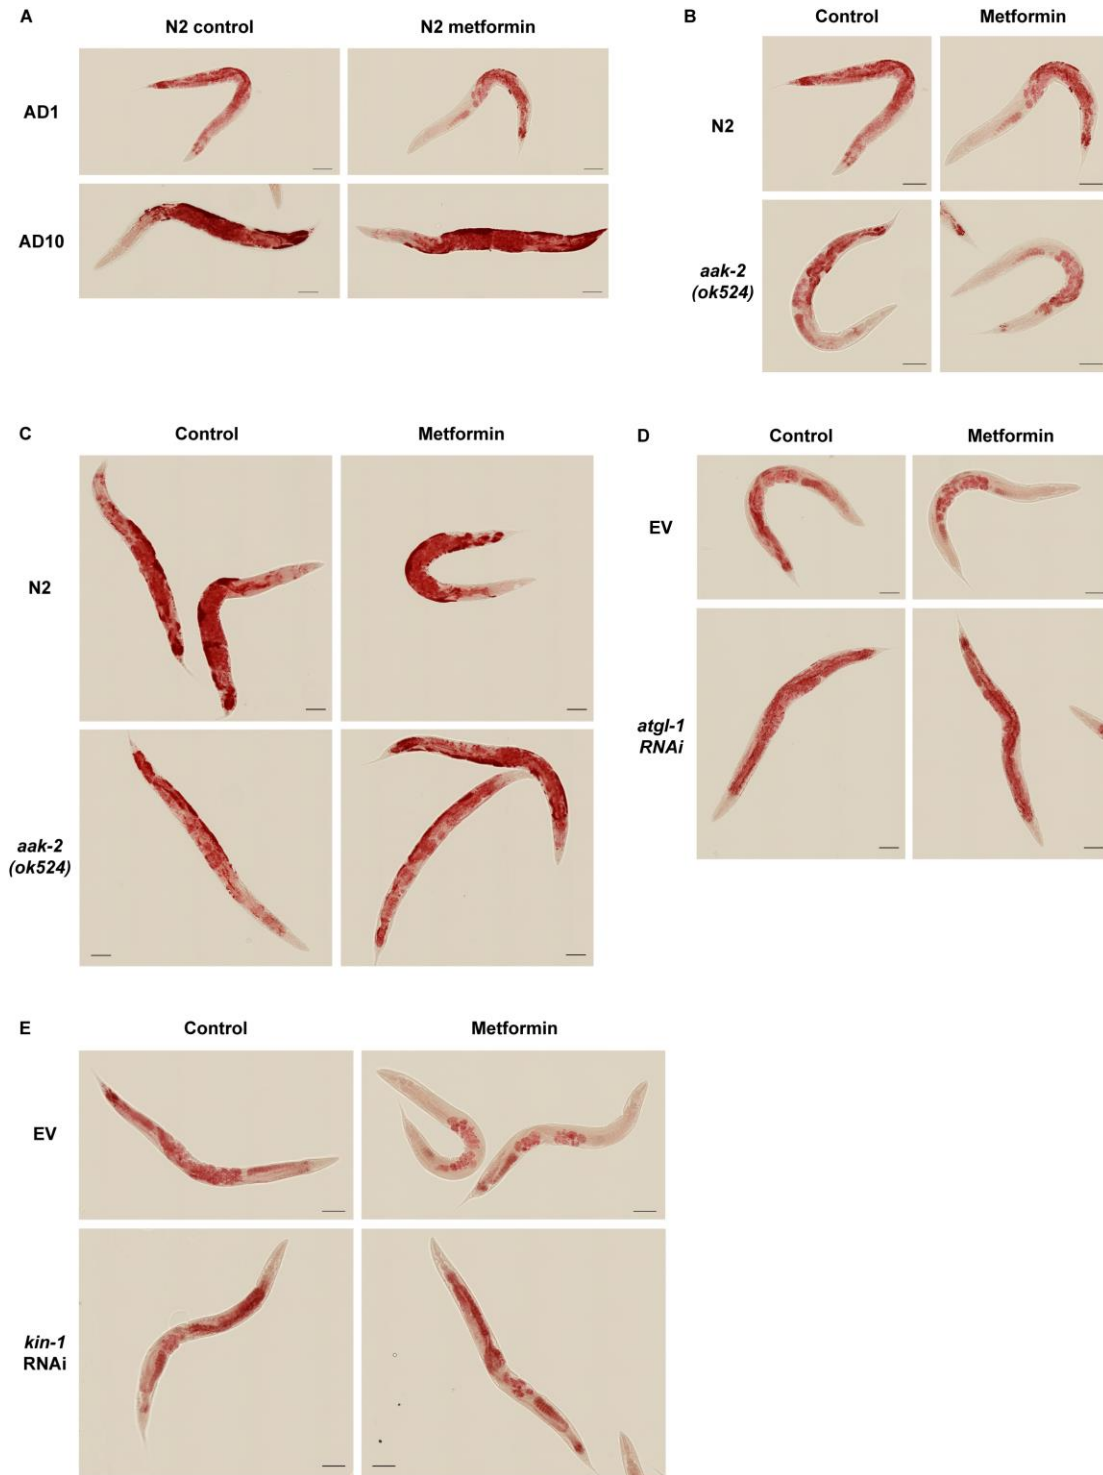 A
N2 control
N2 metformin
AD1
AD10
B
Control
Metformin
N2
aak-2
(ok524)
C
Control
Metformin
N2
aak-2
(ok524)
D
Control
Metformin
EV
atgl-1
RNAi
E
Control
Metformin
EV
kin-1
RNAi